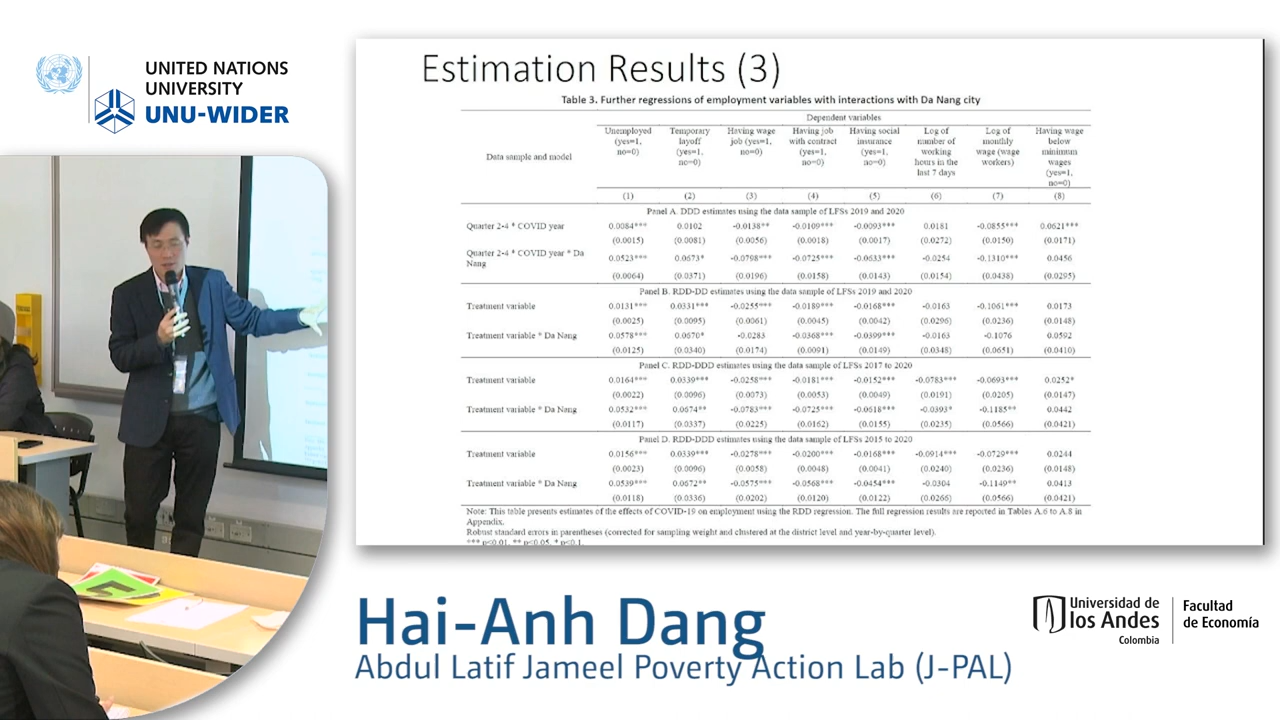 UNITED NATIONS
UNIVERSITY
UNU-WIDER
Estimation Results (3)
Table 3. Further regressions of employment variables with interactions with Da Nang city
Data sample and model
Dependent variables
Unemployed (yes=1, no=0)
Temporary layoff (yes=1, no=0)
Having wage job (yes=1, no=0)
Having job with contract (yes=1, no=0)
Having social insurance (yes=1, no=0)
Log of number of working hours in the last 7 days
Log of monthly wage (wage workers)
Having wage below minimum wages (yes=1, no=0)
(1) (2) (3) (4) (5) (6) (7) (8)
Panel A. DDD estimates using the data sample of LFSs 2019 and 2020
Quarter 2-4 * COVID year 0.0084*** 0.0102 -0.0138** -0.0109*** -0.0093*** 0.0181 -0.0855*** 0.0621***
(0.0015) (0.0081) (0.0056) (0.0018) (0.0017) (0.0272) (0.0150) (0.0171)
Quarter 2-4 * COVID year * Da Nang 0.0523*** 0.0673* -0.0798*** -0.0725*** -0.0633*** -0.0254 -0.1310*** 0.0456
(0.0064) (0.0371) (0.0196) (0.0158) (0.0143) (0.0154) (0.0438) (0.0295)
Panel B. RDD-DD estimates using the data sample of LFSs 2019 and 2020
Treatment variable 0.0131*** 0.0331*** -0.0255*** -0.0189*** -0.0168*** -0.0163 -0.1061*** 0.0173
(0.0025) (0.0095) (0.0061) (0.0045) (0.0042) (0.0296) (0.0236) (0.0148)
Treatment variable * Da Nang 0.0578*** 0.0670* -0.0283 -0.0368*** -0.0399*** -0.0163 -0.1076 0.0592
(0.0125) (0.0340) (0.0174) (0.0091) (0.0149) (0.0348) (0.0651) (0.0410)
Panel C. RDD-DDD estimates using the data sample of LFSs 2017 to 2020
Treatment variable 0.0164*** 0.0339*** -0.0258*** -0.0181*** -0.0152*** -0.0783*** -0.0693*** 0.0252*
(0.0022) (0.0096) (0.0073) (0.0053) (0.0049) (0.0191) (0.0205) (0.0147)
Treatment variable * Da Nang 0.0532*** 0.0674** -0.0783*** -0.0725*** -0.0618*** -0.0393* -0.1185** 0.0442
(0.0117) (0.0337) (0.0225) (0.0162) (0.0155) (0.0235) (0.0566) (0.0421)
Panel D. RDD-DDD estimates using the data sample of LFSs 2015 to 2020
Treatment variable 0.0156*** 0.0339*** -0.0278*** -0.0200*** -0.0168*** -0.0914*** -0.0729*** 0.0244
(0.0023) (0.0096) (0.0058) (0.0048) (0.0041) (0.0240) (0.0236) (0.0148)
Treatment variable * Da Nang 0.0539*** 0.0672** -0.0575*** -0.0568*** -0.0454*** -0.0304 -0.1149** 0.0413
(0.0118) (0.0336) (0.0202) (0.0120) (0.0122) (0.0266) (0.0566) (0.0421)
Note: This table presents estimates of the effects of COVID-19 on employment using the RDD regression. The full regression results are reported in Tables A.6 to A.8 in
Appendix.
Robust standard errors in parentheses (corrected for sampling weight and clustered at the district level and year-by-quarter level).
*** p<0.01, ** p<0.05, * p<0.1.
Hai-Anh Dang
Abdul Latif Jameel Poverty Action Lab (J-PAL)
Universidad de
los Andes
Colombia
Facultad
de Economía